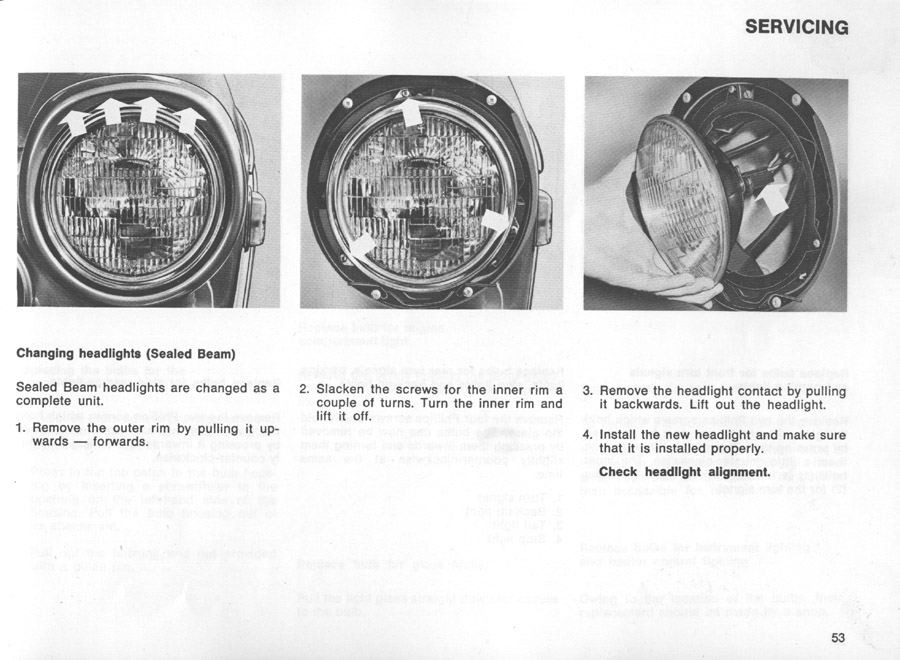 SERVICING
Changing headlights (Sealed Beam)
Sealed Beam headlights are changed as a
complete unit.
1. Remove the outer rim by pulling it up-
wards — forwards.
2. Slacken the screws for the inner rim a
couple of turns. Turn the inner rim and
lift it off.
3. Remove the headlight contact by pulling
it backwards. Lift out the headlight.
4. Install the new headlight and make sure
that it is installed properly.
Check headlight alignment.
53